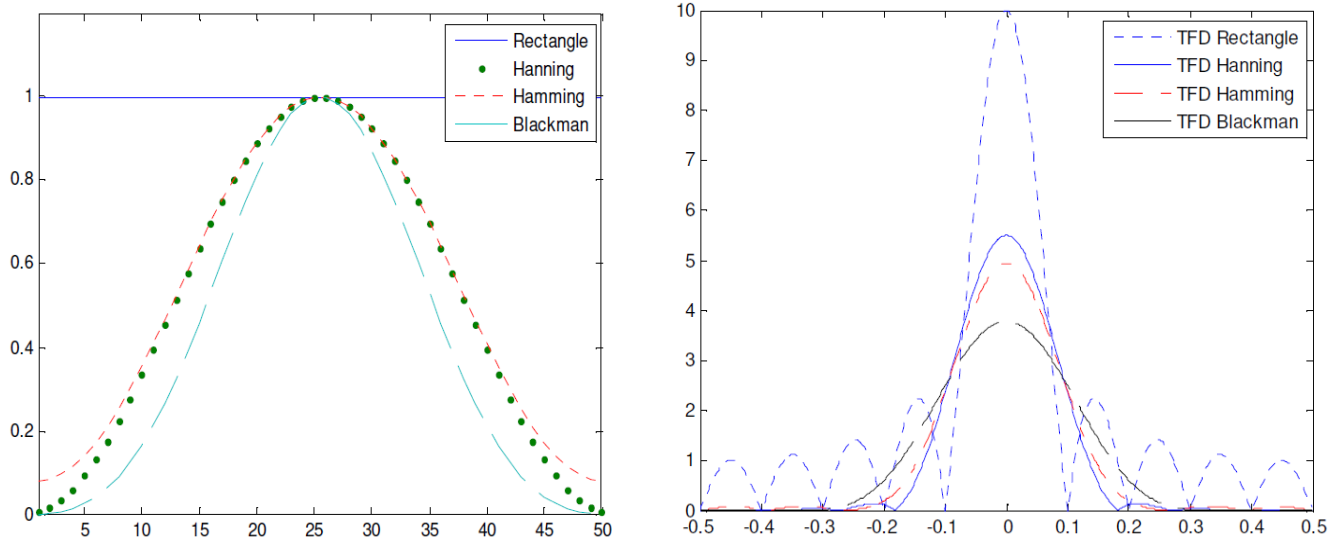 Rectangle
Hanning
Hamming
Blackman
1
0.8
0.6
0.4
0.2
0
5 10 15 20 25 30 35 40 45 50
TFD Rectangle
TFD Hanning
TFD Hamming
TFD Blackman
10
9
8
7
6
5
4
3
2
1
0
-0.5 -0.4 -0.3 -0.2 -0.1 0 0.1 0.2 0.3 0.4 0.5